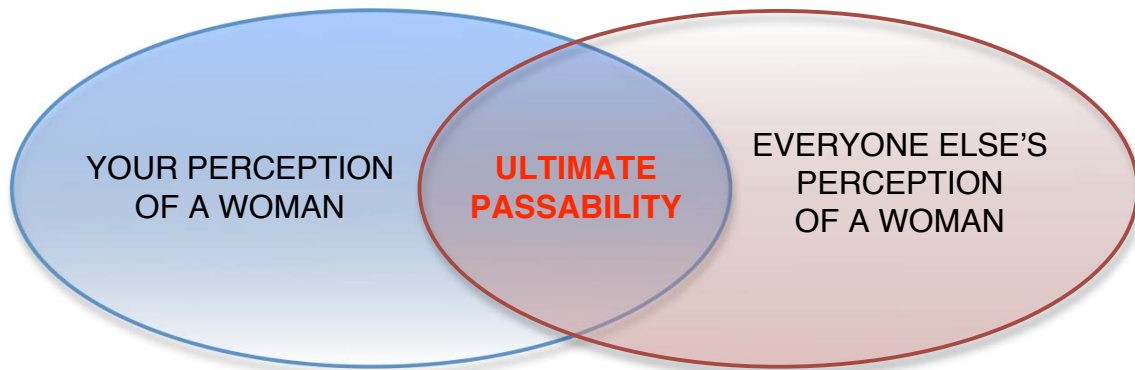 YOUR PERCEPTION
OF A WOMAN
ULTIMATE
PASSABILITY
EVERYONE ELSE’S
PERCEPTION
OF A WOMAN